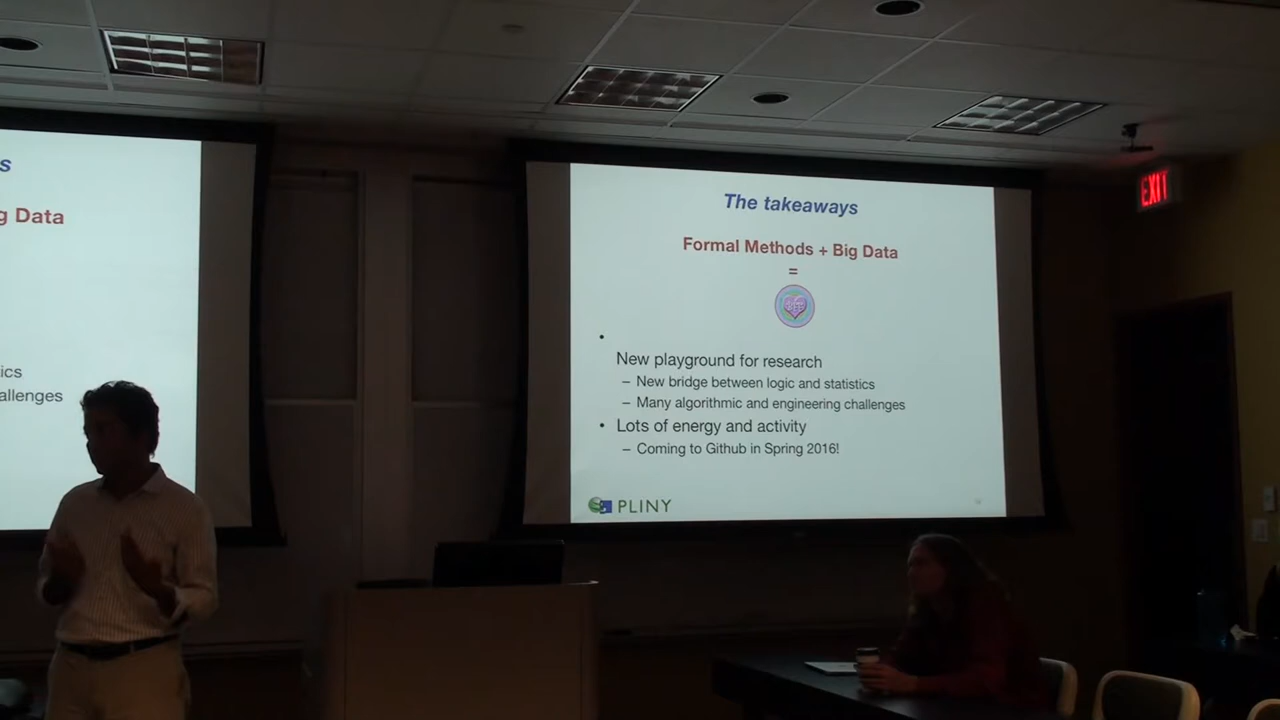 s
g Data
ics
allenges
The takeaways
Formal Methods + Big Data
=
•
New playground for research
– New bridge between logic and statistics
– Many algorithmic and engineering challenges
• Lots of energy and activity
– Coming to Github in Spring 2016!
PLINY
EXIT